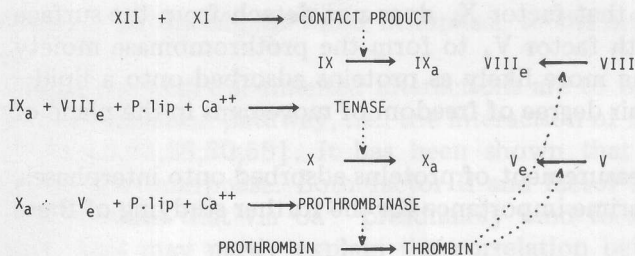 XII + XI → CONTACT PRODUCT
IX → IXa VIIIe ← VIII
IXa + VIIIe + P.lip + Ca++ → TENASE
X → Xa Ve ← V
Xa + Ve + P.lip + Ca++ → PROTHROMBINASE
PROTHROMBIN → THROMBIN